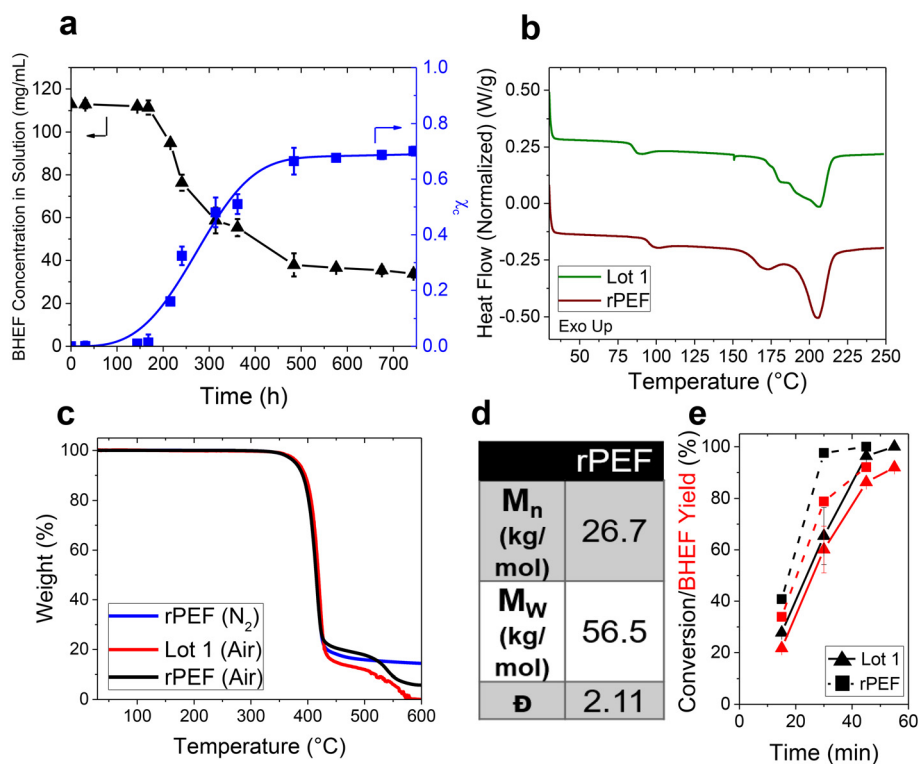 a
BHEF Concentration in Solution (mg/mL)
120
100
80
60
40
20
0
1.0
0.8
0.6
0.4
0.2
0.0
χc
0 100 200 300 400 500 600 700
Time (h)
b
Heat Flow (Normalized) (W/g)
0.25
0.00
-0.25
-0.50
Lot 1
rPEF
Exo Up
50 75 100 125 150 175 200 225 250
Temperature (°C)
c
Weight (%)
100
80
60
40
20
0
rPEF (N2)
Lot 1 (Air)
rPEF (Air)
100 200 300 400 500 600
Temperature (°C)
d
rPEF
Mn
(kg/
mol)
26.7
MW
(kg/
mol)
56.5
Đ
2.11
e
Conversion/BHEF Yield (%)
100
80
60
40
20
0
Lot 1
rPEF
0 20 40 60
Time (min)